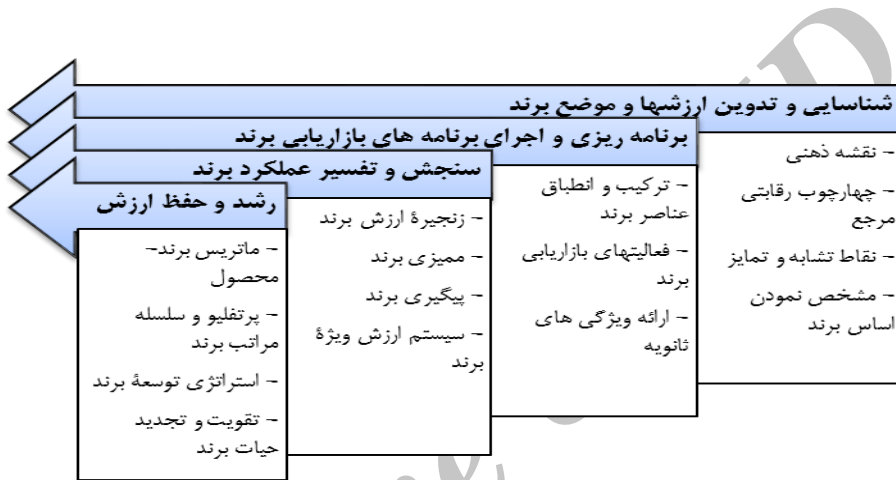 شناسایی و تدوین ارزشها و موضع برند
- نقشه ذهنی
- چهارچوب رقابتی
مرجع
- نقاط تشابه و تمایز
- مشخص نمودن
اساس برند
برنامه ریزی و اجرای برنامه های بازاریابی برند
- ترکیب و انطباق
عناصر برند
- فعالیتهای بازاریابی
برند
- ارائه ویژگی های
ثانویه
سنجش و تفسیر عملکرد برند
- زنجیرۀ ارزش برند
- ممیزی برند
- پیگیری برند
- سیستم ارزش ویژۀ
برند
رشد و حفظ ارزش
- ماتریس برند-
محصول
- پرتفلیو و سلسله
مراتب برند
- استراتژی توسعۀ برند
- تقویت و تجدید
حیات برند